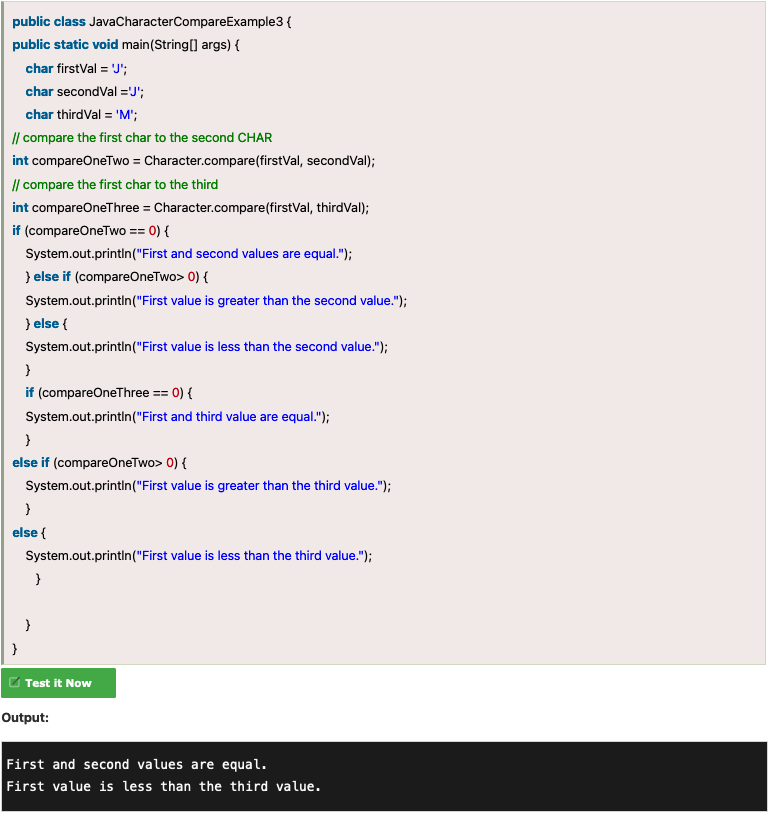 public class JavaCharacterCompareExample3 {
public static void main(String[] args) {
char firstVal = 'J';
char secondVal ='J';
char thirdVal = 'M';
// compare the first char to the second CHAR
int compareOneTwo = Character.compare(firstVal, secondVal);
// compare the first char to the third
int compareOneThree = Character.compare(firstVal, thirdVal);
if (compareOneTwo == 0) {
System.out.println("First and second values are equal.");
} else if (compareOneTwo> 0) {
System.out.println("First value is greater than the second value.");
} else {
System.out.println("First value is less than the second value.");
}
if (compareOneThree == 0) {
System.out.println("First and third value are equal.");
}
else if (compareOneTwo> 0) {
System.out.println("First value is greater than the third value.");
}
else {
System.out.println("First value is less than the third value.");
}
}
}
Test it Now
Output:
First and second values are equal.
First value is less than the third value.